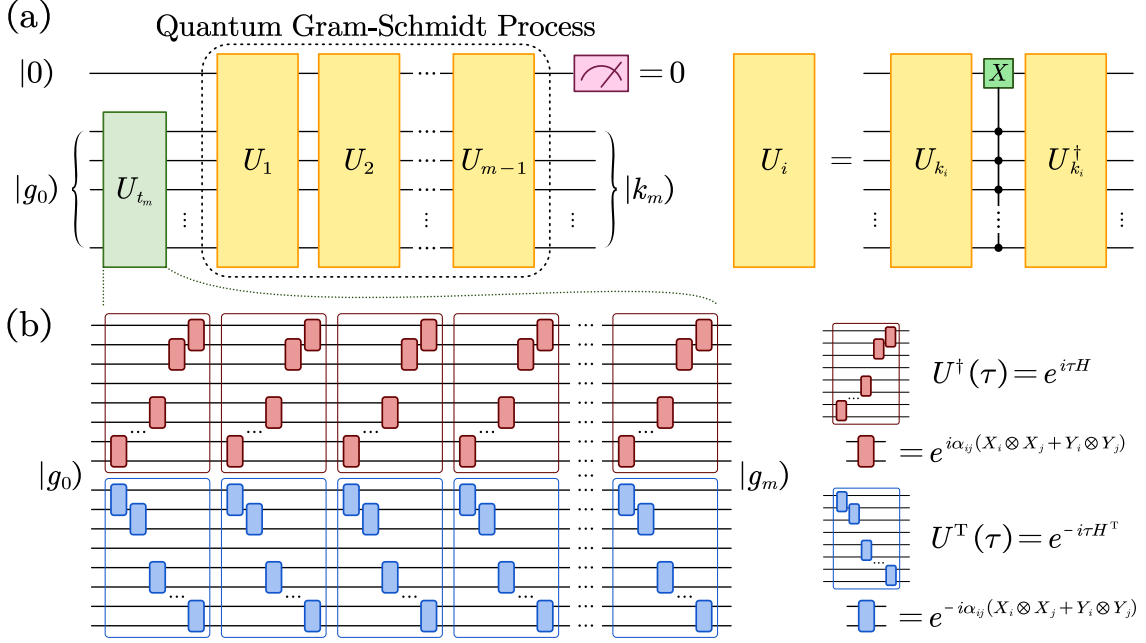 (a)
Quantum Gram-Schmidt Process
|0⟩
= 0
|g₀)
U_{t_m}
U₁
U₂
U_{m−1}
|k_m)
U_i
=
U_{k_i}
X
U_{k_i}^†
(b)
|g₀)
|g_m)
U^†(τ) = e^{iτH}
= e^{iα_{ij}(X_i ⊗ X_j + Y_i ⊗ Y_j)}
U^T(τ) = e^{−iτH^T}
= e^{−iα_{ij}(X_i ⊗ X_j + Y_i ⊗ Y_j)}